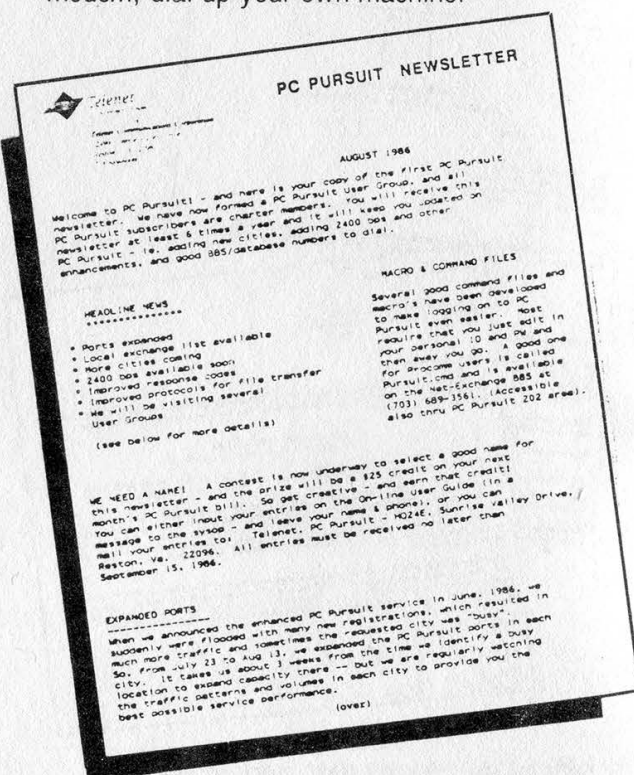 modem, dial up your own machine!
Telenet
PC PURSUIT NEWSLETTER
AUGUST 1986
Welcome to PC Pursuit! - and here is your copy of the first PC Pursuit
newsletter. We have now formed a PC Pursuit User Group, and all
PC Pursuit subscribers are charter members. You will receive this
newsletter at least 6 times a year and it will keep you updated on
PC Pursuit - ie, adding new cities, adding 2400 bps and other
enhancements, and good BBS/database numbers to dial.
HEADLINE NEWS
* Ports expanded
* Local exchange list available
* More cities coming
* 2400 bps available soon
* Improved response codes
* Improved protocols for file transfer
* We will be visiting several
User Groups
(see below for more details)
MACRO & COMMAND FILES
Several good command files and
macro's have been developed
to make logging on to PC
Pursuit even easier. Most
require that you just edit in
your personal ID and PW and
then away you go. A good one
for Procomm users is called
Pursuit.cmd and is available
on the Net-Exchange BBS at
(703) 689-3561. (Accessible
also thru PC Pursuit 202 area).
WE NEED A NAME! A contest is now underway to select a good name for
this newsletter - and the prize will be a $25 credit on your next
month's PC Pursuit bill. So get creative - and earn that credit!
You can either input your entries on the On-line User Guide (in a
message to the sysop - and leave your name & phone), or you can
mail your entries to: Telenet, PC Pursuit - HQ24E, Sunrise Valley Drive,
Reston, Va. 22096. All entries must be received no later than
September 15, 1986.
EXPANDED PORTS
When we announced the enhanced PC Pursuit service in June, 1986, we
suddenly were flooded with many new registrations, which resulted in
much more traffic and sometimes the requested city was "busy".
So, from July 23 to Aug 13, we expanded the PC Pursuit ports in each
city. It takes us about 3 weeks from the time we identify a busy
location to expand capacity there -- but we are regularly watching
the traffic patterns and volumes in each city to provide you the
best possible service performance.
(over)